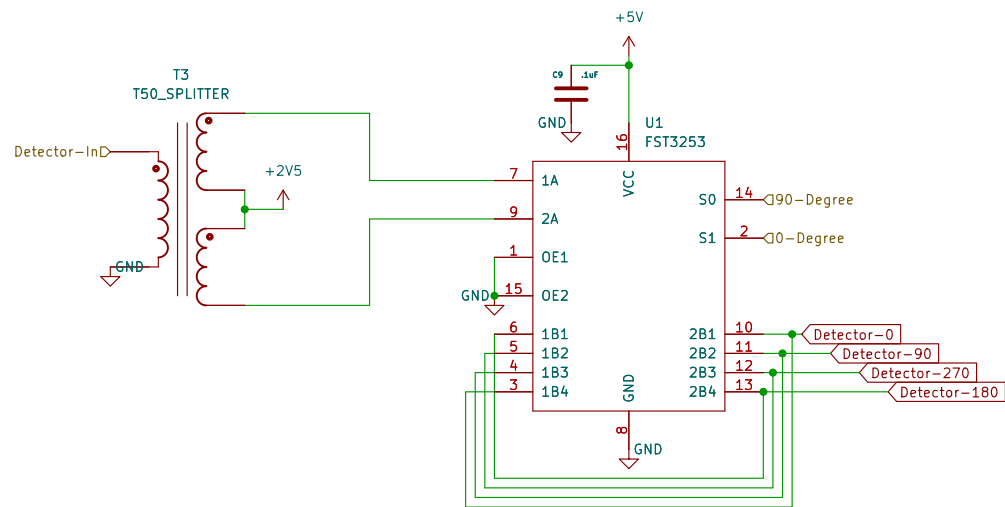 +5V
T3
T50_SPLITTER
C9 .1uF
GND
U1
FST3253
Detector-In
+2V5
GND
16
VCC
7 1A
9 2A
1 OE1
GND 15 OE2
6 1B1
5 1B2
4 1B3
3 1B4
S0 14 90-Degree
S1 2 0-Degree
2B1 10 Detector-0
2B2 11 Detector-90
2B3 12 Detector-270
2B4 13 Detector-180
GND
8
GND